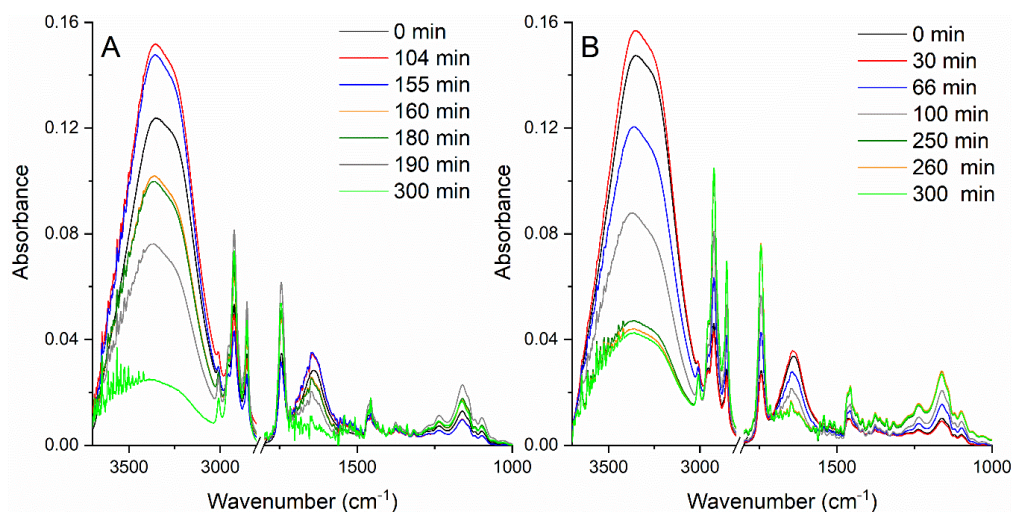 A
0 min
104 min
155 min
160 min
180 min
190 min
300 min
0.16
0.12
0.08
0.04
0.00
Absorbance
3500
3000
1500
1000
Wavenumber (cm-1)
B
0 min
30 min
66 min
100 min
250 min
260 min
300 min
0.16
0.12
0.08
0.04
0.00
Absorbance
3500
3000
1500
1000
Wavenumber (cm-1)